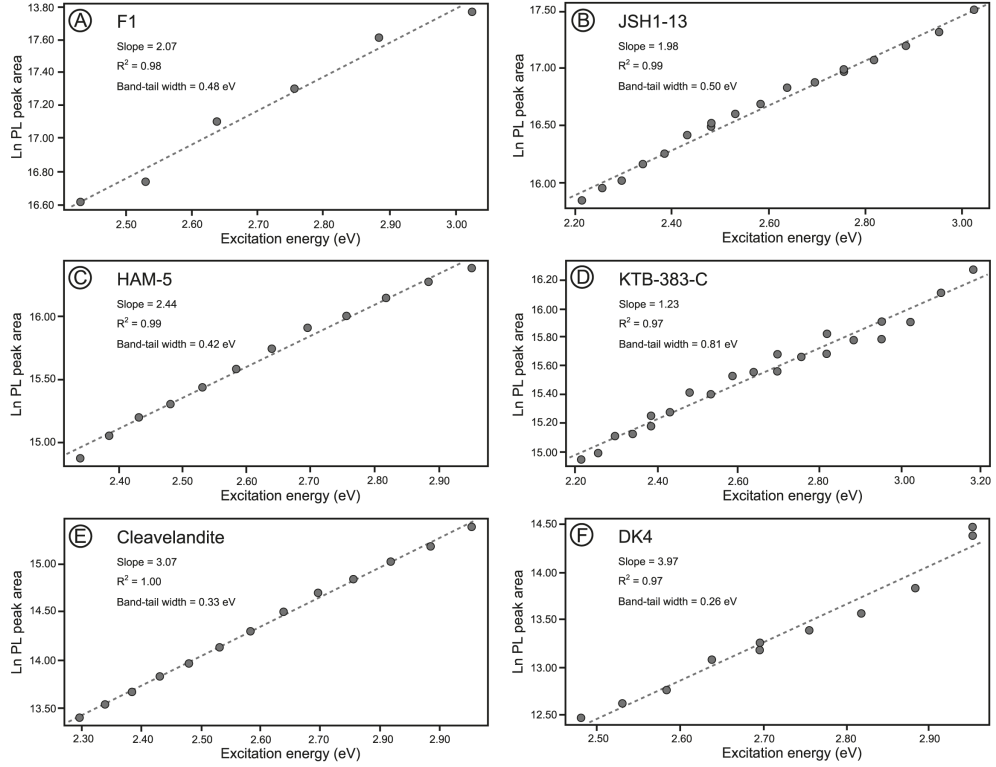 A F1
Slope = 2.07
R² = 0.98
Band-tail width = 0.48 eV
Ln PL peak area
13.80
17.60
17.40
17.20
17.00
16.80
16.60
2.50 2.60 2.70 2.80 2.90 3.00
Excitation energy (eV)
B JSH1-13
Slope = 1.98
R² = 0.99
Band-tail width = 0.50 eV
Ln PL peak area
17.50
17.00
16.50
16.00
2.20 2.40 2.60 2.80 3.00
Excitation energy (eV)
C HAM-5
Slope = 2.44
R² = 0.99
Band-tail width = 0.42 eV
Ln PL peak area
16.00
15.50
15.00
2.40 2.50 2.60 2.70 2.80 2.90
Excitation energy (eV)
D KTB-383-C
Slope = 1.23
R² = 0.97
Band-tail width = 0.81 eV
Ln PL peak area
16.20
16.00
15.80
15.60
15.40
15.20
15.00
2.20 2.40 2.60 2.80 3.00 3.20
Excitation energy (eV)
E Cleavelandite
Slope = 3.07
R² = 1.00
Band-tail width = 0.33 eV
Ln PL peak area
15.00
14.50
14.00
13.50
2.30 2.40 2.50 2.60 2.70 2.80 2.90
Excitation energy (eV)
F DK4
Slope = 3.97
R² = 0.97
Band-tail width = 0.26 eV
Ln PL peak area
14.50
14.00
13.50
13.00
12.50
2.50 2.60 2.70 2.80 2.90
Excitation energy (eV)